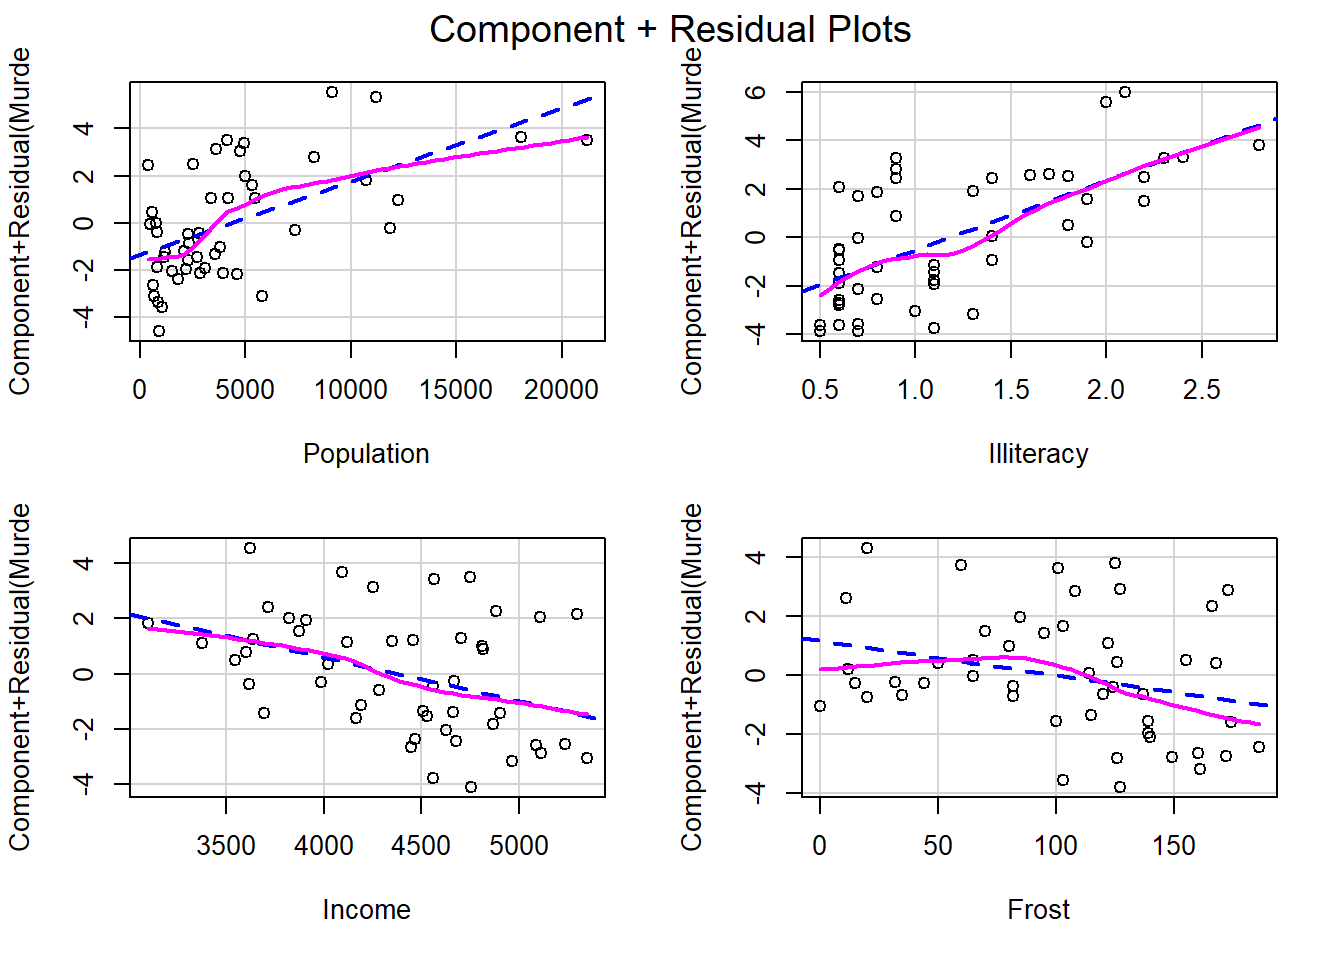 Component + Residual Plots
Component+Residual(Murde
4
2
0
-2
-4
0 5000 10000 15000 20000
Population
Component+Residual(Murde
6
4
2
0
-2
-4
0.5 1.0 1.5 2.0 2.5
Illiteracy
Component+Residual(Murde
4
2
0
-2
-4
3500 4000 4500 5000
Income
Component+Residual(Murde
4
2
0
-2
-4
0 50 100 150
Frost